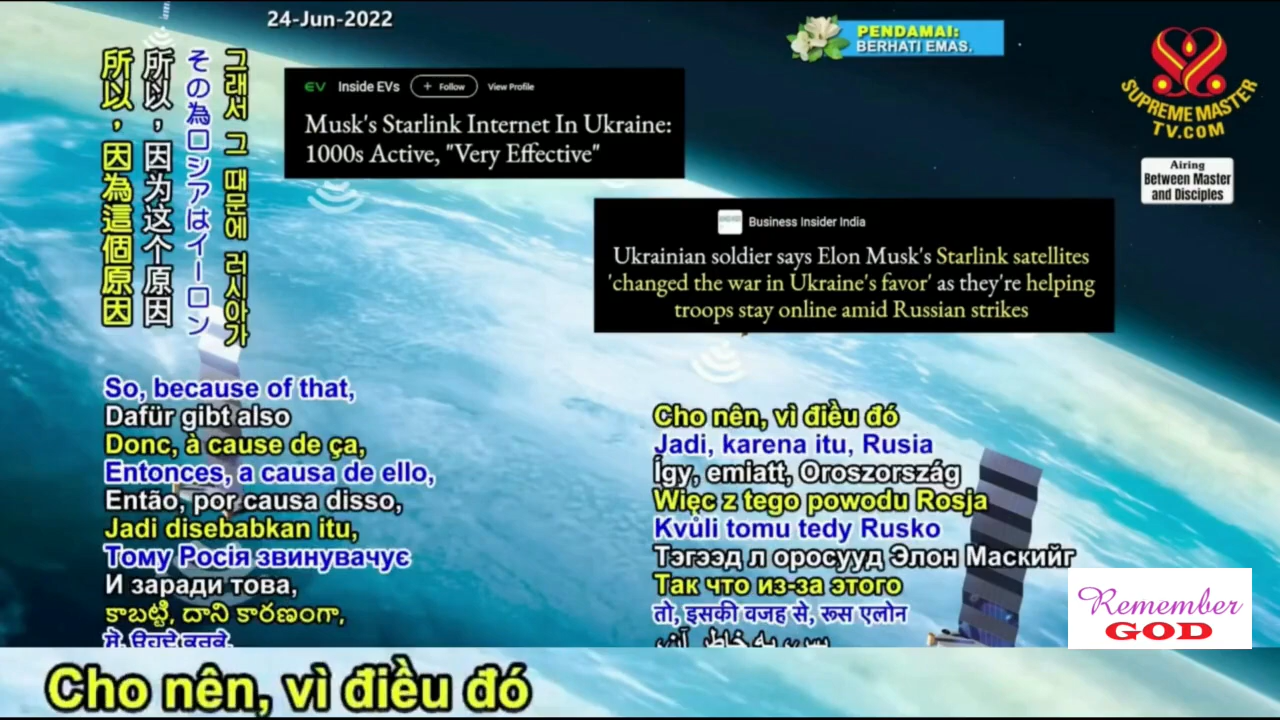 24-Jun-2022
PENDAMAI:
BERHATI EMAS.
SUPREME MASTER
TV.COM
Airing
Between Master
and Disciples
EV Inside EVs + Follow View Profile
Musk's Starlink Internet In Ukraine:
1000s Active, "Very Effective"
Business Insider India
Ukrainian soldier says Elon Musk's Starlink satellites
'changed the war in Ukraine's favor' as they're helping
troops stay online amid Russian strikes
그래서 그 때문에 러시아가
その為ロシアはイーロン
所以，因为这个原因
所以，因為這個原因
So, because of that,
Dafür gibt also
Donc, à cause de ça,
Entonces, a causa de ello,
Então, por causa disso,
Jadi disebabkan itu,
Тому Росія звинувачує
И заради това,
కాబట్టి, దాని కారణంగా,
ਸੋ, ਉਹਦੇ ਕਰਕੇ,
Cho nên, vì điều đó
Jadi, karena itu, Rusia
Így, emiatt, Oroszország
Więc z tego powodu Rosja
Kvůli tomu tedy Rusko
Тэгээд л оросууд Элон Маскийг
Так что из-за этого
तो, इसकी वजह से, रूस एलोन
پس، به خاطر آن،
Remember
GOD
Cho nên, vì điều đó